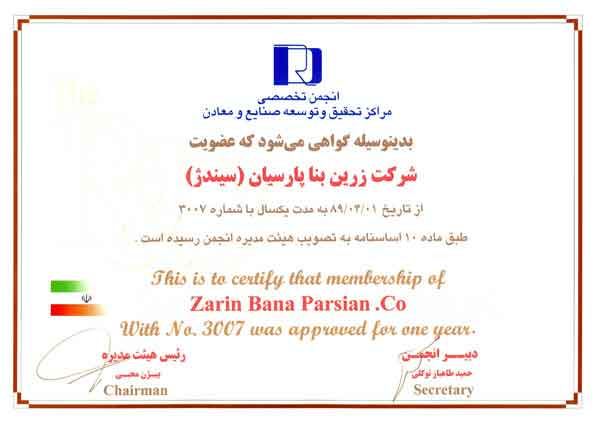 انجمن تخصصی
مراکز تحقیق و توسعه صنایع و معادن
بدینوسیله گواهی می‌شود که عضویت
شرکت زرین بنا پارسیان (سیندژ)
از تاریخ ۸۹/۰۴/۰۱ به مدت یکسال با شماره ۳۰۰۷
طبق ماده ۱۰ اساسنامه به تصویب هیئت مدیره انجمن رسیده است .
This is to certify that membership of
Zarin Bana Parsian .Co
With No. 3007 was approved for one year.
دبیر انجمن
حمید طاهباز توکلی
Secretary
رئیس هیئت مدیره
بیژن محبی
Chairman